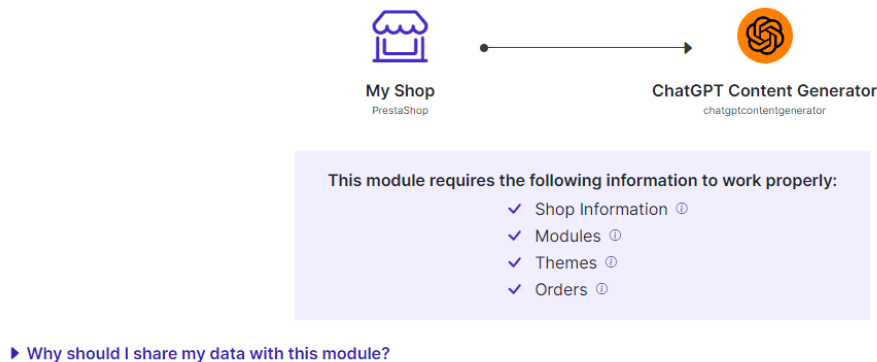 My Shop
PrestaShop
ChatGPT Content Generator
chatgptcontentgenerator
This module requires the following information to work properly:
Shop Information
Modules
Themes
Orders
Why should I share my data with this module?